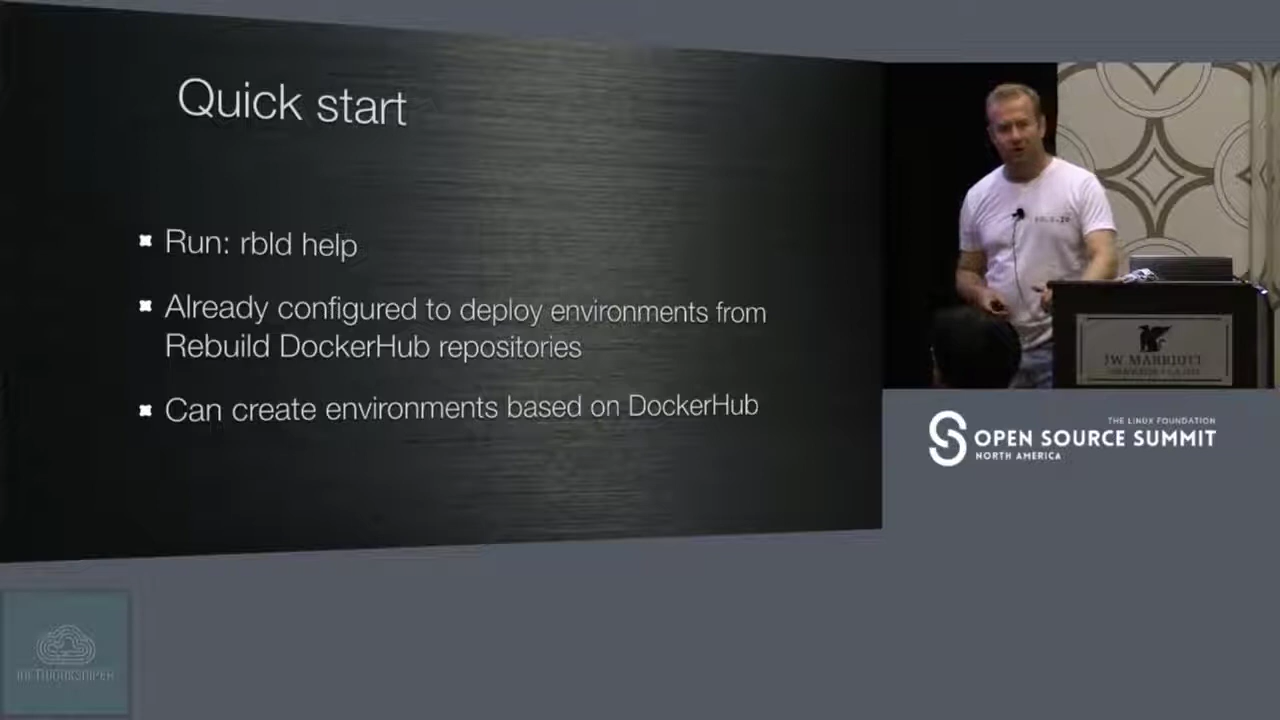 Quick start
Run: rbld help
Already configured to deploy environments from
Rebuild DockerHub repositories
Can create environments based on DockerHub
JW MARRIOTT
THE LINUX FOUNDATION
OPEN SOURCE SUMMIT
NORTH AMERICA